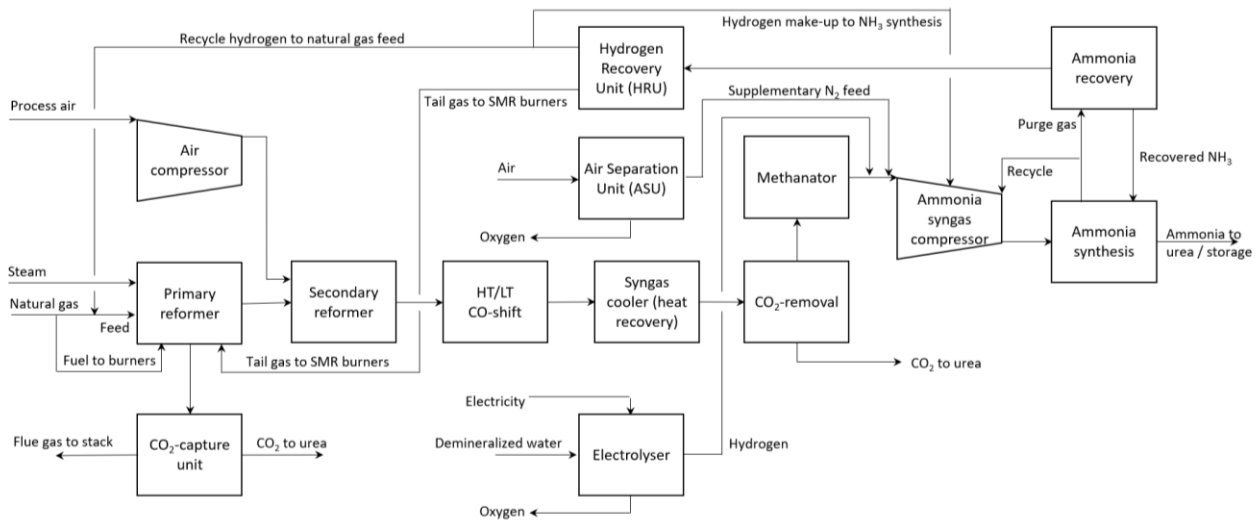 Recycle hydrogen to natural gas feed
Hydrogen make-up to NH₃ synthesis
Hydrogen
Recovery
Unit (HRU)
Ammonia
recovery
Process air
Tail gas to SMR burners
Supplementary N₂ feed
Purge gas
Air
compressor
Air
Air Separation
Unit (ASU)
Methanator
Recycle
Recovered NH₃
Oxygen
Ammonia
syngas
compressor
Ammonia
synthesis
Ammonia to
urea / storage
Steam
Natural gas
Feed
Primary
reformer
Secondary
reformer
HT/LT
CO-shift
Syngas
cooler (heat
recovery)
CO₂-removal
Fuel to burners
Tail gas to SMR burners
CO₂ to urea
Electricity
Flue gas to stack
CO₂-capture
unit
CO₂ to urea
Demineralized water
Electrolyser
Hydrogen
Oxygen